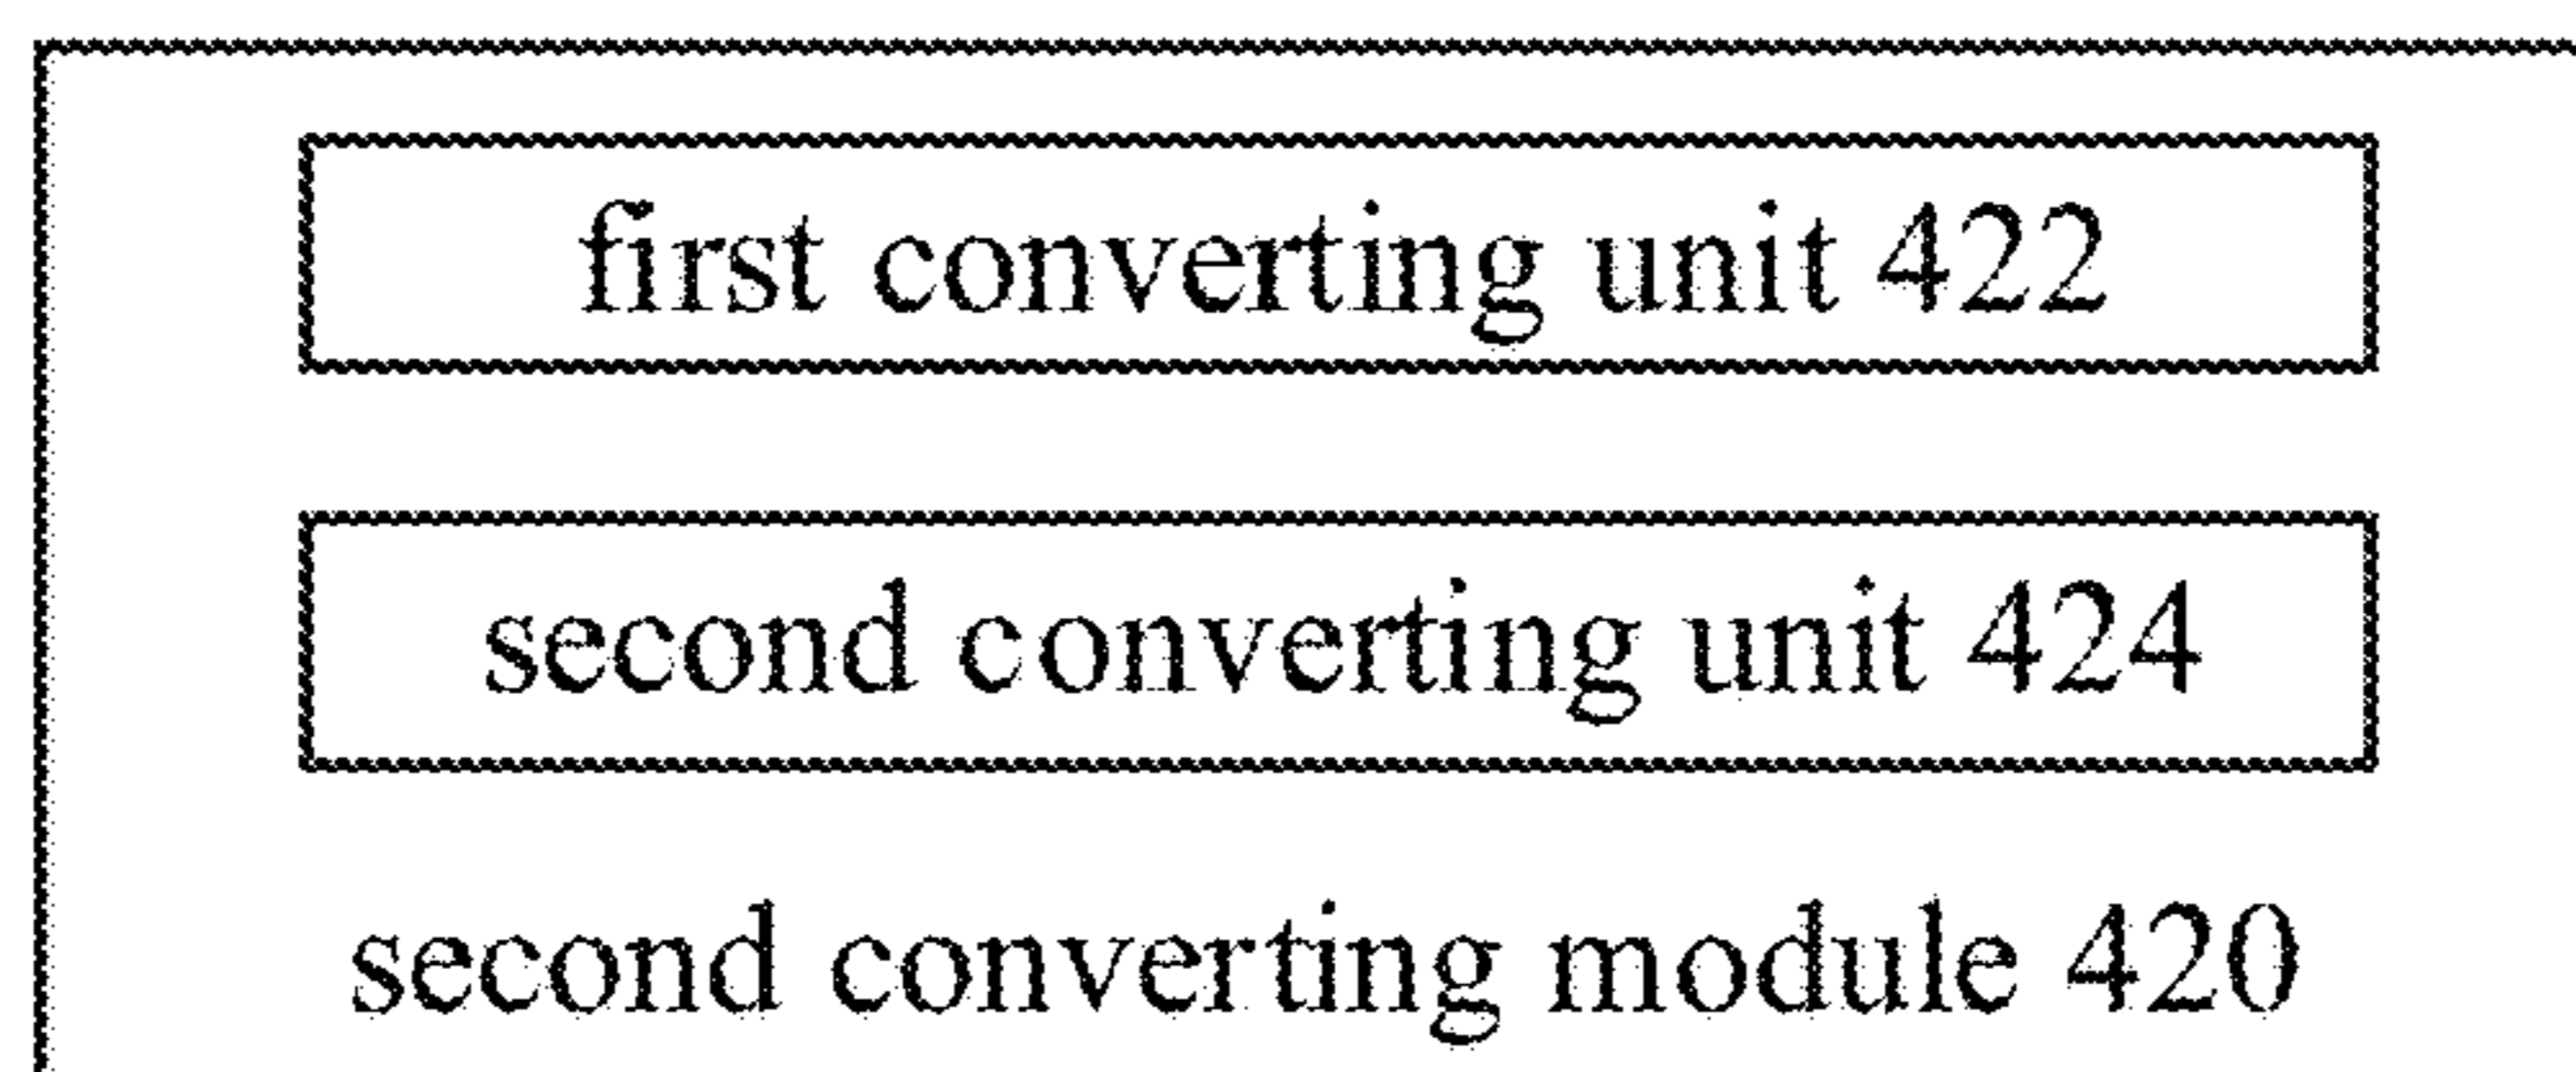 first converting unit 422
second converting unit 424
second converting module 420